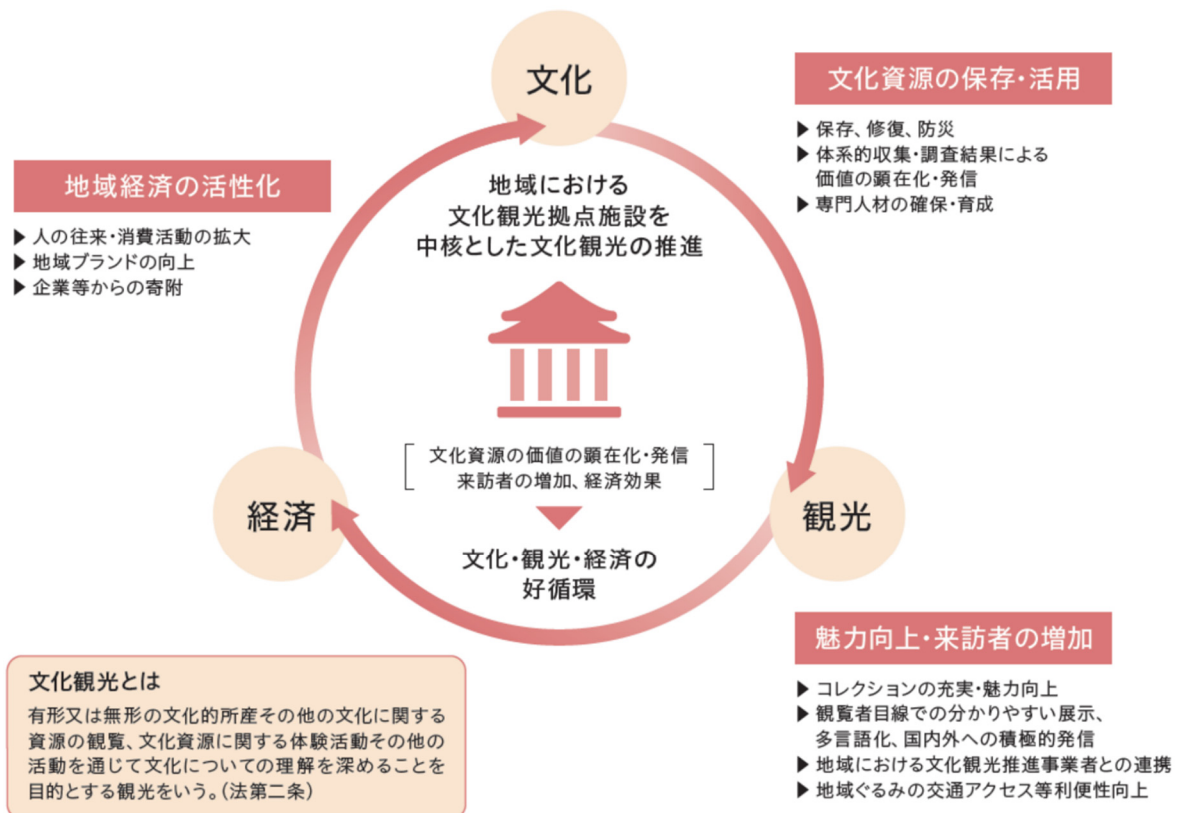 文化
文化資源の保存・活用
▶ 保存、修復、防災
▶ 体系的収集・調査結果による
価値の顕在化・発信
▶ 専門人材の確保・育成
地域経済の活性化
▶ 人の往来・消費活動の拡大
▶ 地域ブランドの向上
▶ 企業等からの寄附
地域における
文化観光拠点施設を
中核とした文化観光の推進
文化資源の価値の顕在化・発信
来訪者の増加、経済効果
文化・観光・経済の
好循環
経済
観光
魅力向上・来訪者の増加
▶ コレクションの充実・魅力向上
▶ 観覧者目線での分かりやすい展示、
多言語化、国内外への積極的発信
▶ 地域における文化観光推進事業者との連携
▶ 地域ぐるみの交通アクセス等利便性向上
文化観光とは
有形又は無形の文化的所産その他の文化に関する
資源の観覧、文化資源に関する体験活動その他の
活動を通じて文化についての理解を深めることを
目的とする観光をいう。(法第二条)